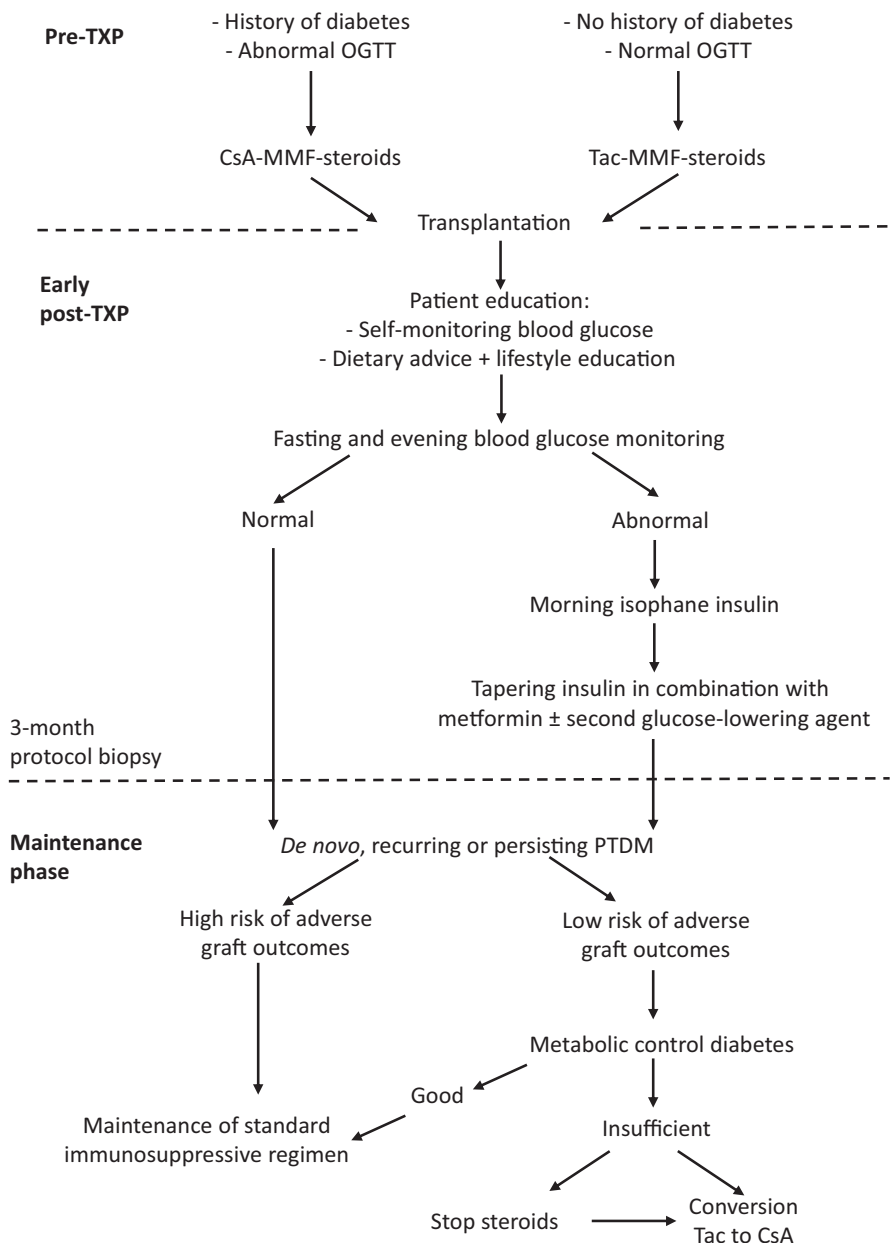 Pre-TXP
- History of diabetes
- Abnormal OGTT
- No history of diabetes
- Normal OGTT
CsA-MMF-steroids
Tac-MMF-steroids
Transplantation
Early
post-TXP
Patient education:
- Self-monitoring blood glucose
- Dietary advice + lifestyle education
Fasting and evening blood glucose monitoring
Normal
Abnormal
Morning isophane insulin
Tapering insulin in combination with
metformin ± second glucose-lowering agent
3-month
protocol biopsy
Maintenance
phase
De novo, recurring or persisting PTDM
High risk of adverse
graft outcomes
Low risk of adverse
graft outcomes
Metabolic control diabetes
Good
Maintenance of standard
immunosuppressive regimen
Insufficient
Stop steroids
Conversion
Tac to CsA